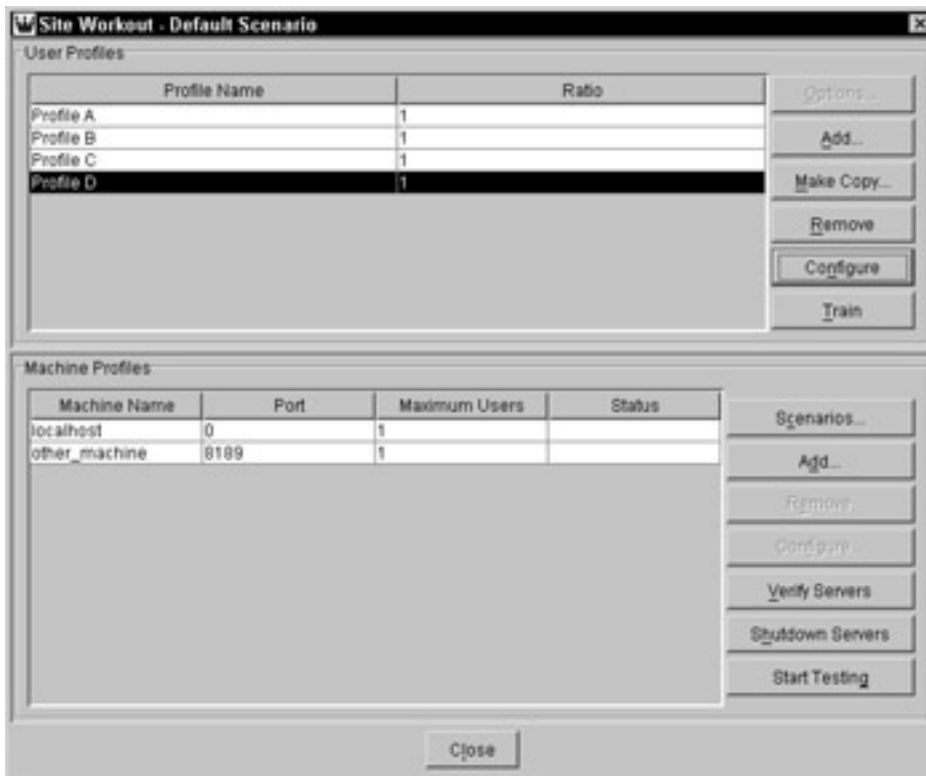 Site Workout - Default Scenario
User Profiles
Profile Name Ratio
Profile A 1
Profile B 1
Profile C 1
Profile D 1
Options...
Add...
Make Copy...
Remove
Configure
Train
Machine Profiles
Machine Name Port Maximum Users Status
localhost 0 1
other_machine 8189 1
Scenarios...
Add...
Remove
Configure...
Verify Servers
Shutdown Servers
Start Testing
Close